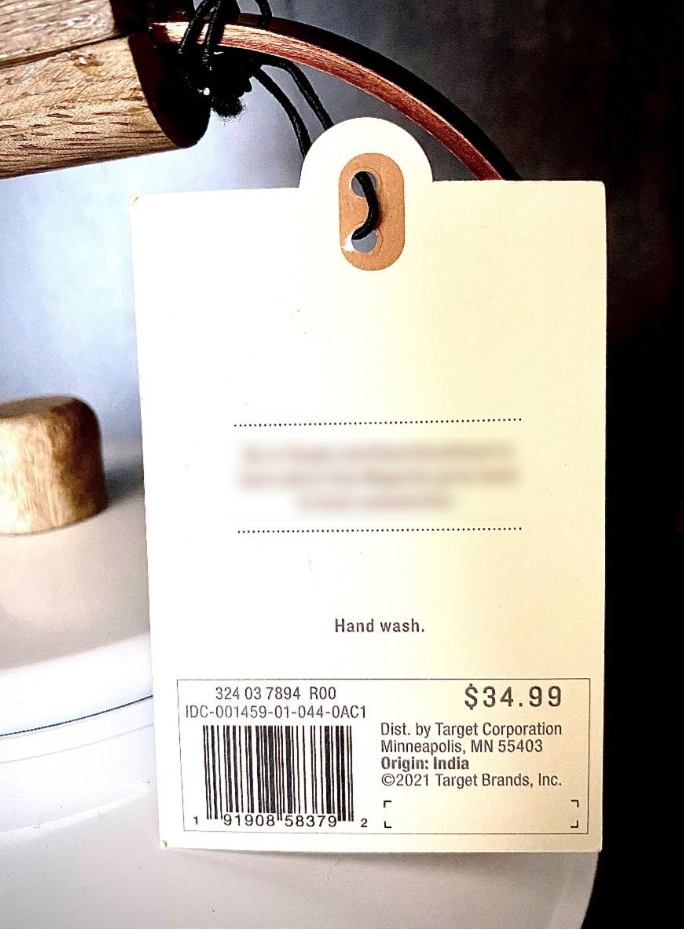 Hand wash.
324 03 7894 R00
IDC-001459-01-044-0AC1
1 91908 58379 2
$34.99
Dist. by Target Corporation
Minneapolis, MN 55403
Origin: India
©2021 Target Brands, Inc.